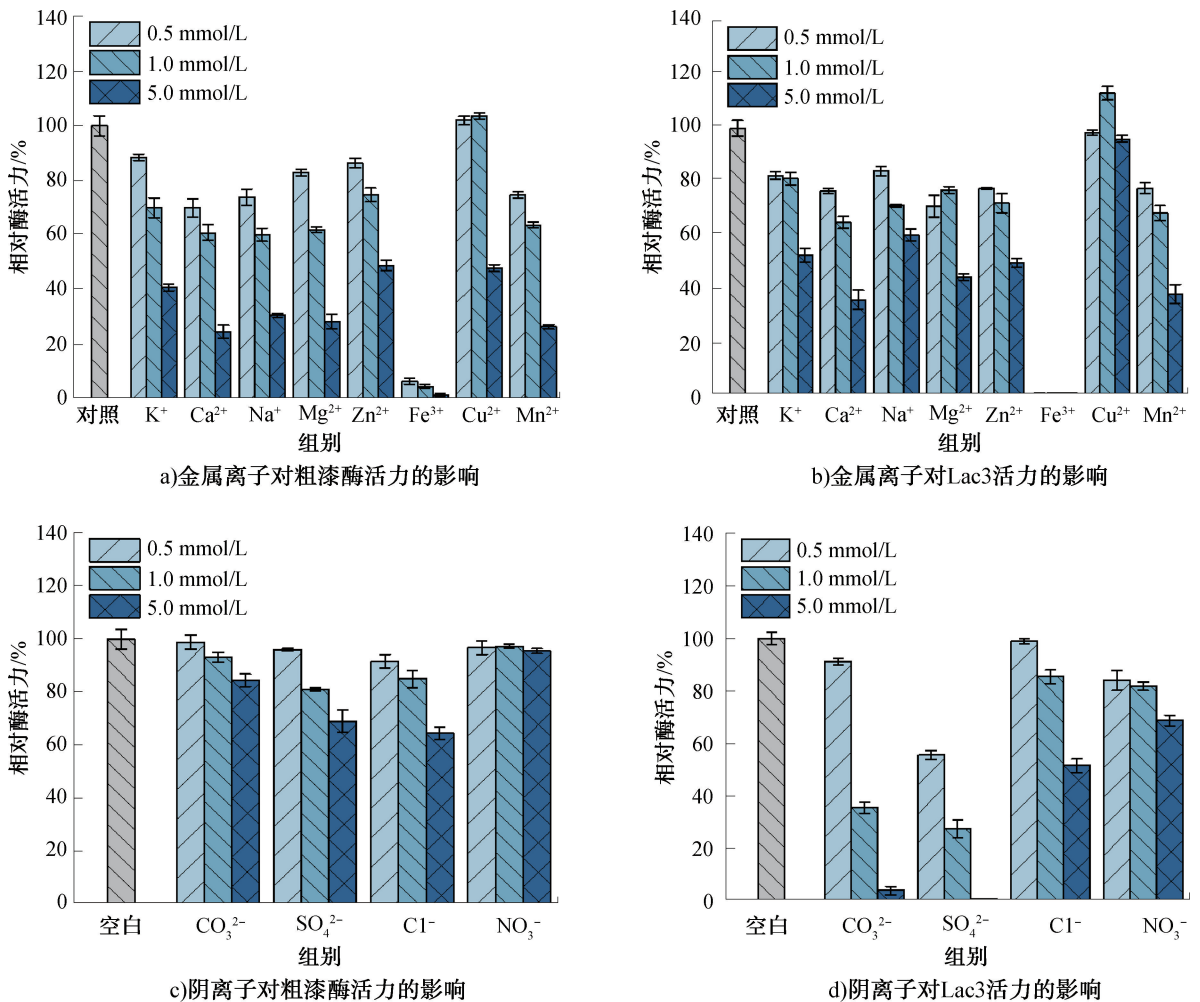 140
120
100
80
60
40
20
0
相对酶活力/%
0.5 mmol/L
1.0 mmol/L
5.0 mmol/L
对照 K⁺ Ca²⁺ Na⁺ Mg²⁺ Zn²⁺ Fe³⁺ Cu²⁺ Mn²⁺
组别
a)金属离子对粗漆酶活力的影响
140
120
100
80
60
40
20
0
相对酶活力/%
0.5 mmol/L
1.0 mmol/L
5.0 mmol/L
对照 K⁺ Ca²⁺ Na⁺ Mg²⁺ Zn²⁺ Fe³⁺ Cu²⁺ Mn²⁺
组别
b)金属离子对Lac3活力的影响
140
120
100
80
60
40
20
0
相对酶活力/%
0.5 mmol/L
1.0 mmol/L
5.0 mmol/L
空白 CO₃²⁻ SO₄²⁻ C1⁻ NO₃⁻
组别
c)阴离子对粗漆酶活力的影响
140
120
100
80
60
40
20
0
相对酶活力/%
0.5 mmol/L
1.0 mmol/L
5.0 mmol/L
空白 CO₃²⁻ SO₄²⁻ C1⁻ NO₃⁻
组别
d)阴离子对Lac3活力的影响